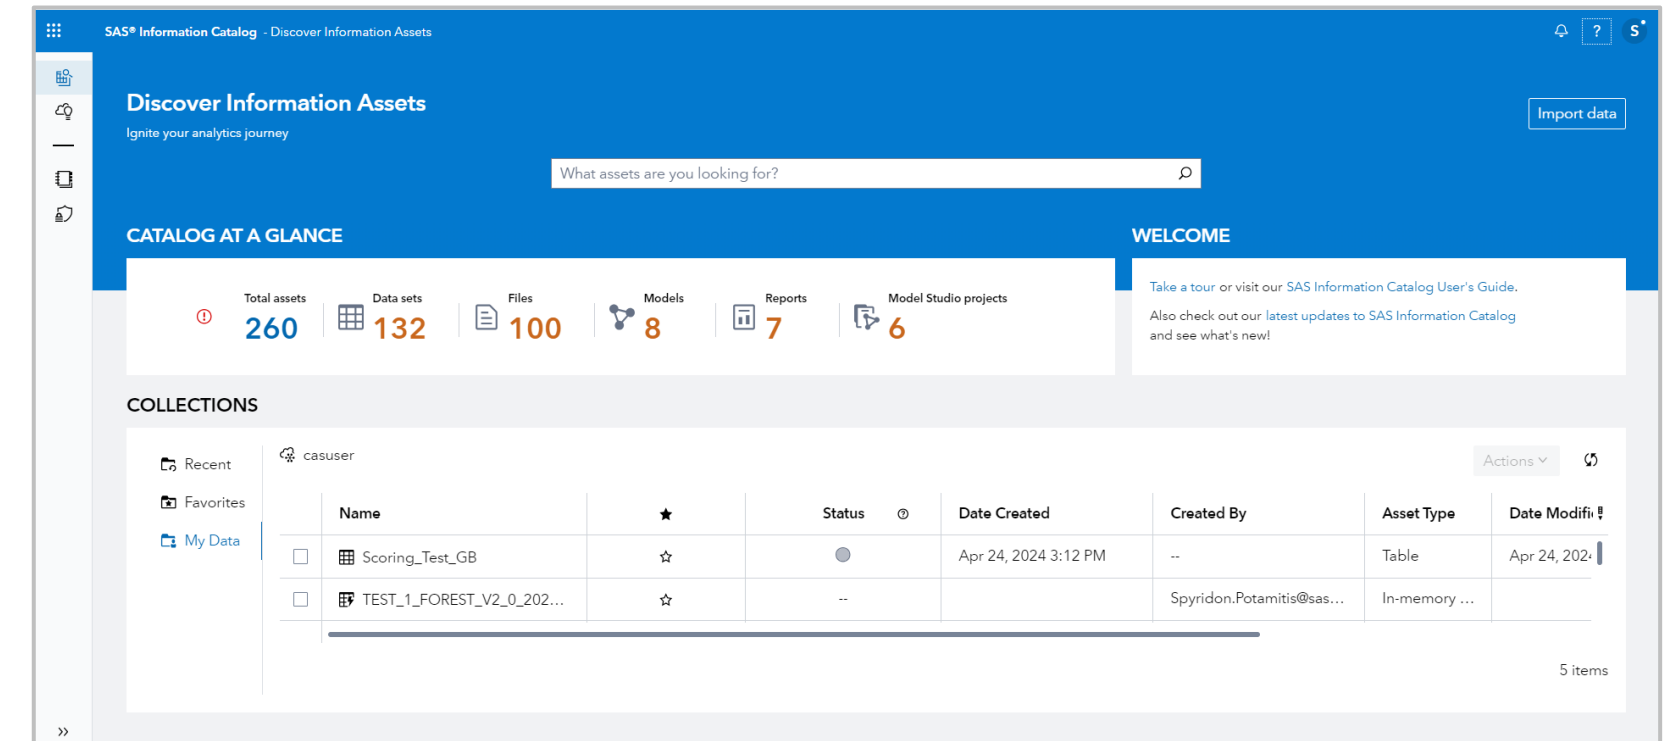 SAS® Information Catalog - Discover Information Assets
? S
Discover Information Assets
Ignite your analytics journey
Import data
What assets are you looking for?
CATALOG AT A GLANCE
WELCOME
Total assets Data sets Files Models Reports Model Studio projects
260 132 100 8 7 6
Take a tour or visit our SAS Information Catalog User's Guide.
Also check out our latest updates to SAS Information Catalog
and see what's new!
COLLECTIONS
Recent
Favorites
My Data
casuser
Actions
Name Status Date Created Created By Asset Type Date Modifi
Scoring_Test_GB Apr 24, 2024 3:12 PM -- Table Apr 24, 202
TEST_1_FOREST_V2_0_202... -- Spyridon.Potamitis@sas... In-memory ...
5 items